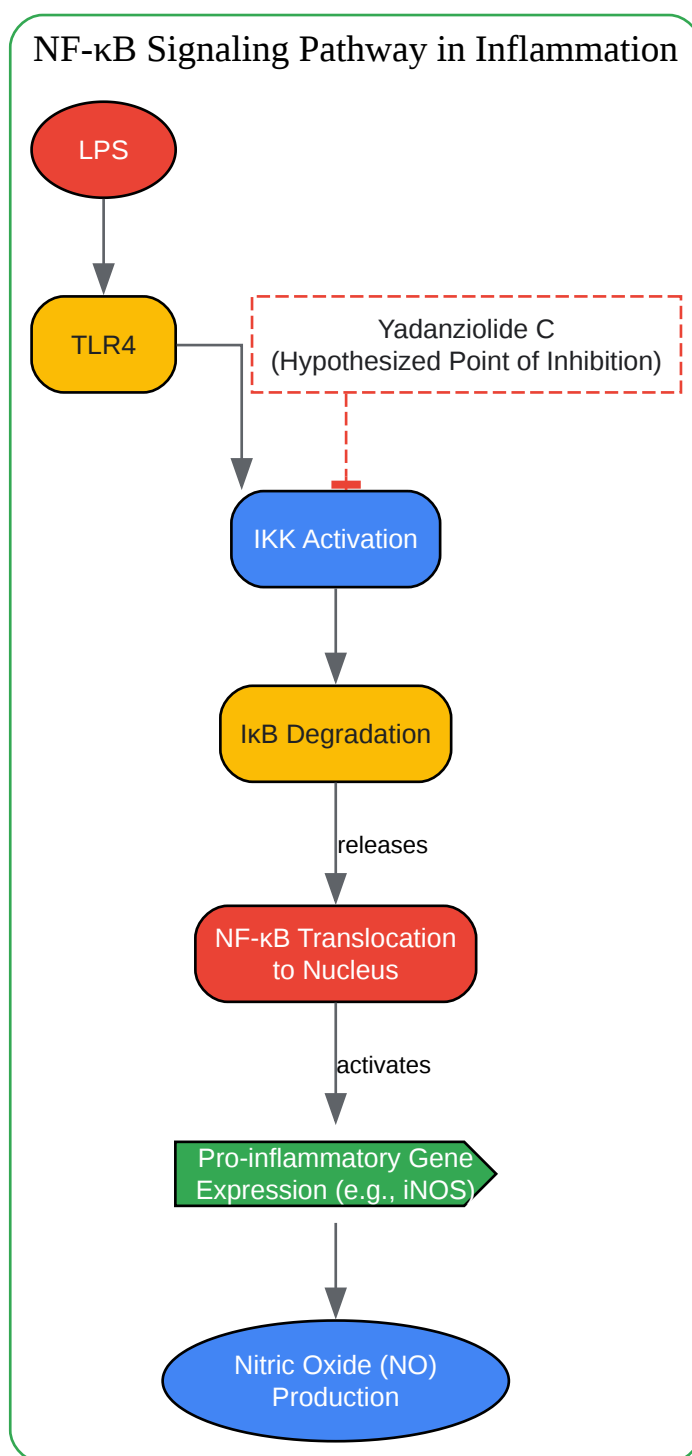 NF-κB Signaling Pathway in Inflammation
LPS
TLR4
Yadanziolide C
(Hypothesized Point of Inhibition)
IKK Activation
IκB Degradation
releases
NF-κB Translocation
to Nucleus
activates
Pro-inflammatory Gene
Expression (e.g., iNOS)
Nitric Oxide (NO)
Production